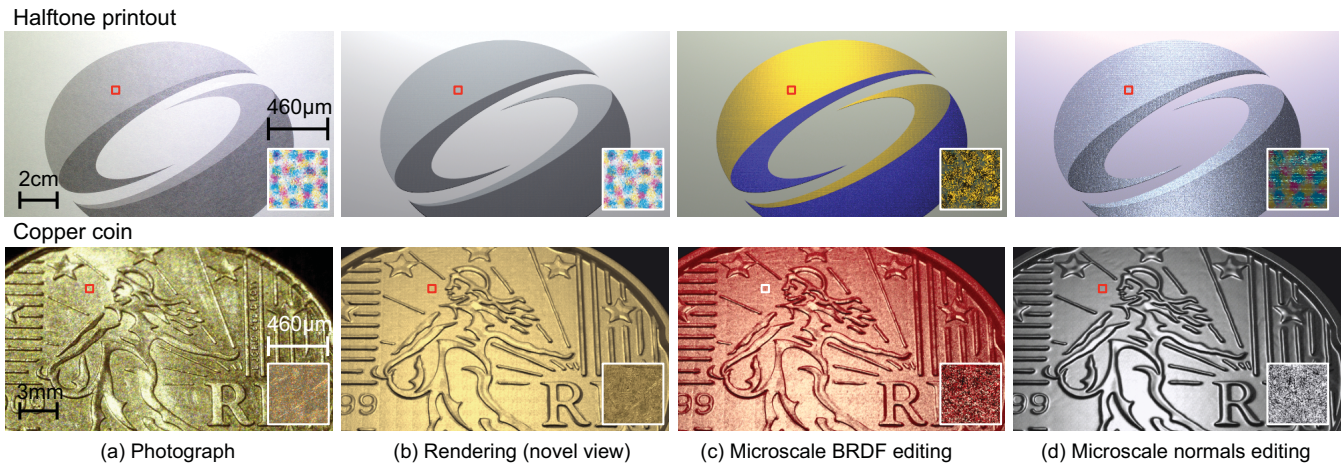 Halftone printout
460μm
2cm
Copper coin
460μm
3mm
R
99 R
99 R
99 R
(a) Photograph (b) Rendering (novel view) (c) Microscale BRDF editing (d) Microscale normals editing